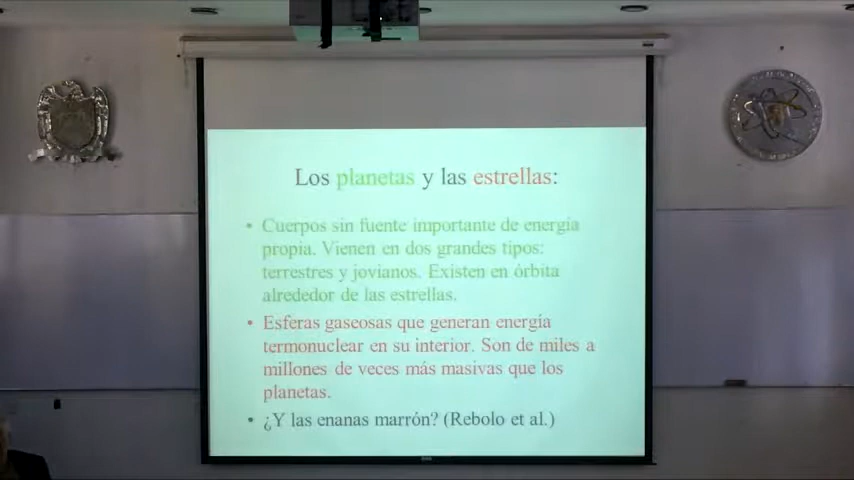 Los planetas y las estrellas:
• Cuerpos sin fuente importante de energía
propia. Vienen en dos grandes tipos:
terrestres y jovianos. Existen en órbita
alrededor de las estrellas.
• Esferas gaseosas que generan energía
termonuclear en su interior. Son de miles a
millones de veces más masivas que los
planetas.
• ¿Y las enanas marrón? (Rebolo et al.)